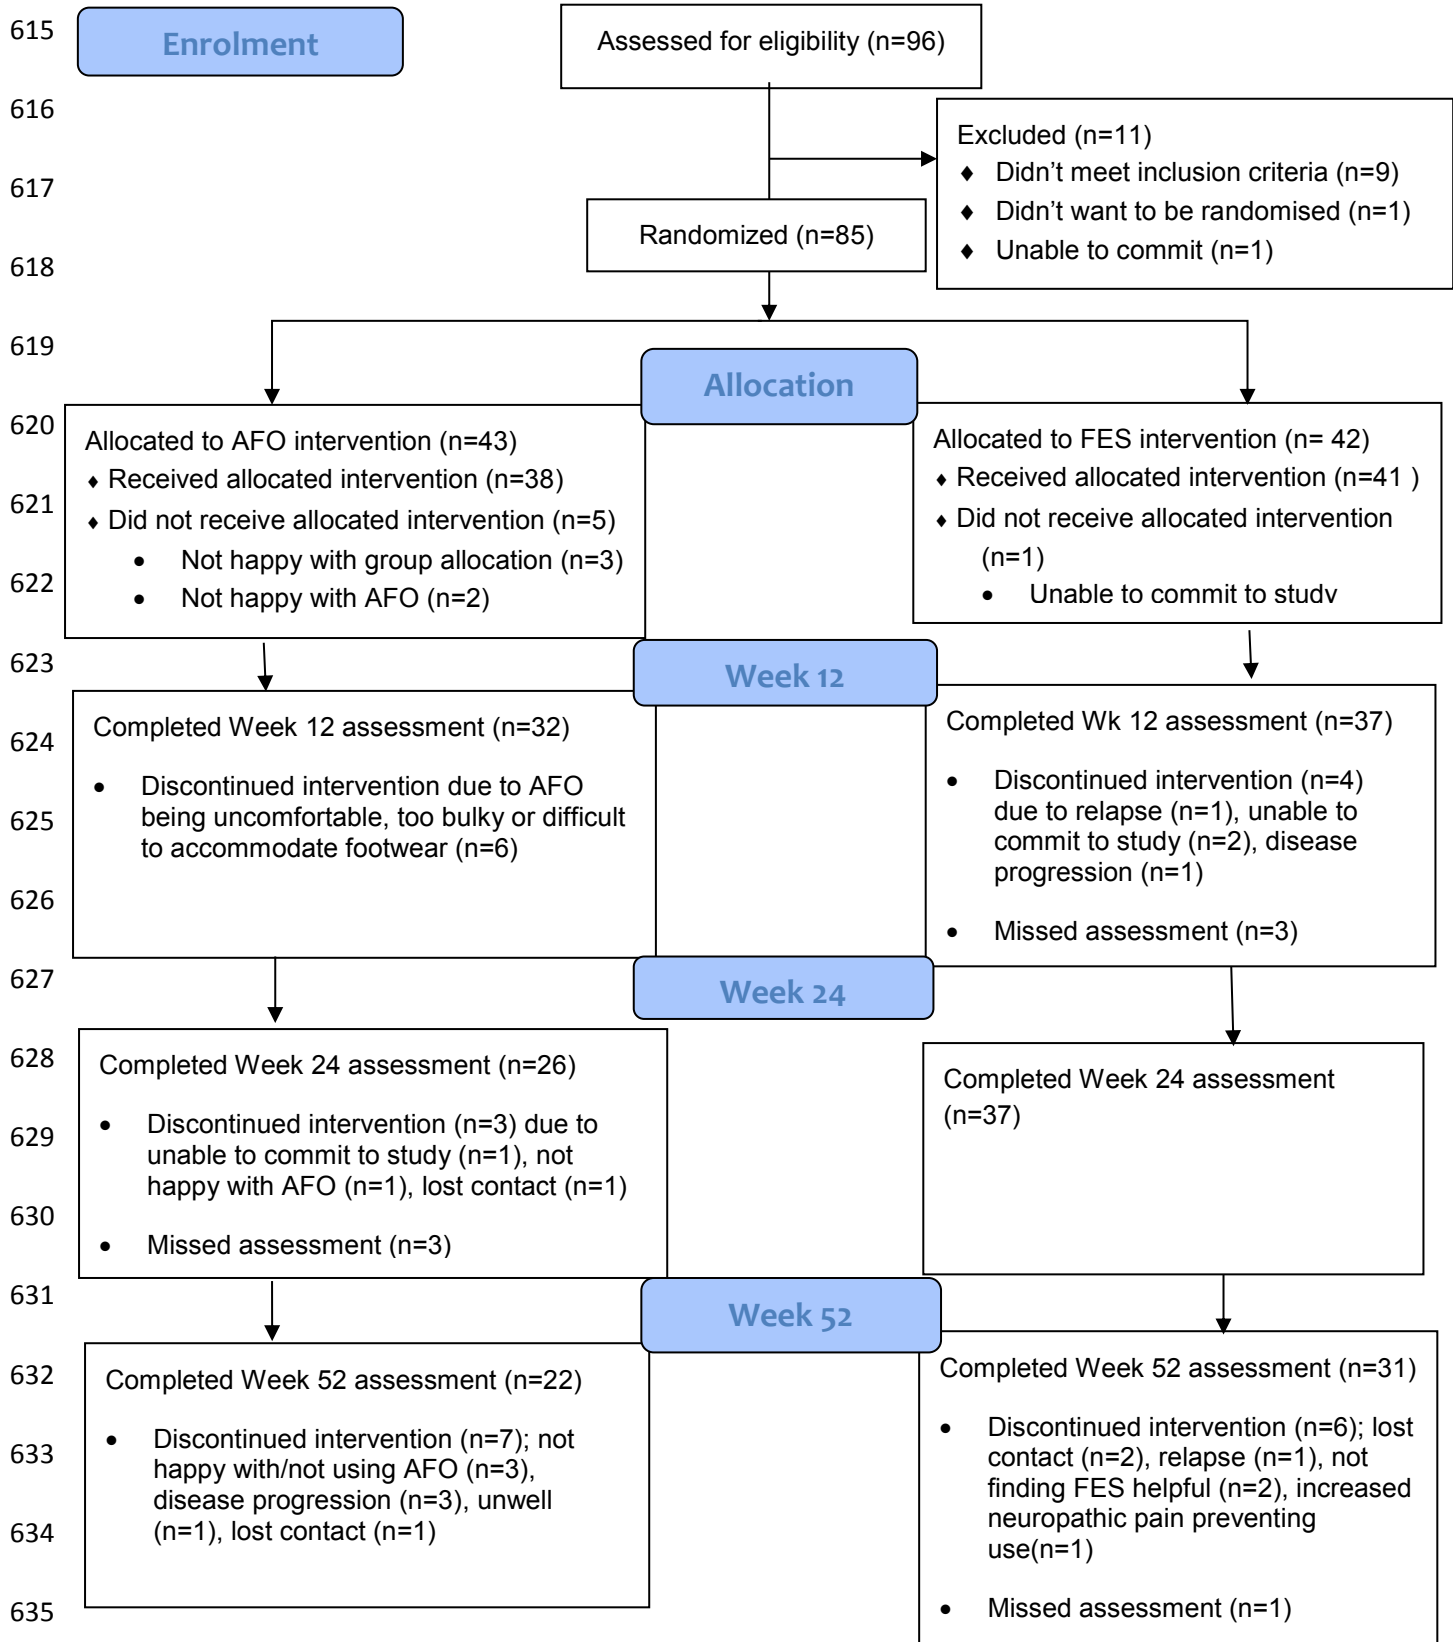 615
Enrolment
Assessed for eligibility (n=96)
616
Excluded (n=11)
♦ Didn’t meet inclusion criteria (n=9)
♦ Didn’t want to be randomised (n=1)
♦ Unable to commit (n=1)
617
Randomized (n=85)
618
619
Allocation
620
Allocated to AFO intervention (n=43)
♦ Received allocated intervention (n=38)
♦ Did not receive allocated intervention (n=5)
• Not happy with group allocation (n=3)
• Not happy with AFO (n=2)
Allocated to FES intervention (n= 42)
♦ Received allocated intervention (n=41 )
♦ Did not receive allocated intervention
(n=1)
• Unable to commit to study
621
622
623
Week 12
Completed Week 12 assessment (n=32)
• Discontinued intervention due to AFO
being uncomfortable, too bulky or difficult
to accommodate footwear (n=6)
Completed Wk 12 assessment (n=37)
• Discontinued intervention (n=4)
due to relapse (n=1), unable to
commit to study (n=2), disease
progression (n=1)
• Missed assessment (n=3)
624
625
626
627
Week 24
628
Completed Week 24 assessment (n=26)
• Discontinued intervention (n=3) due to
unable to commit to study (n=1), not
happy with AFO (n=1), lost contact (n=1)
• Missed assessment (n=3)
Completed Week 24 assessment
(n=37)
629
630
631
Week 52
632
Completed Week 52 assessment (n=22)
• Discontinued intervention (n=7); not
happy with/not using AFO (n=3),
disease progression (n=3), unwell
(n=1), lost contact (n=1)
Completed Week 52 assessment (n=31)
• Discontinued intervention (n=6); lost
contact (n=2), relapse (n=1), not
finding FES helpful (n=2), increased
neuropathic pain preventing
use(n=1)
• Missed assessment (n=1)
633
634
635